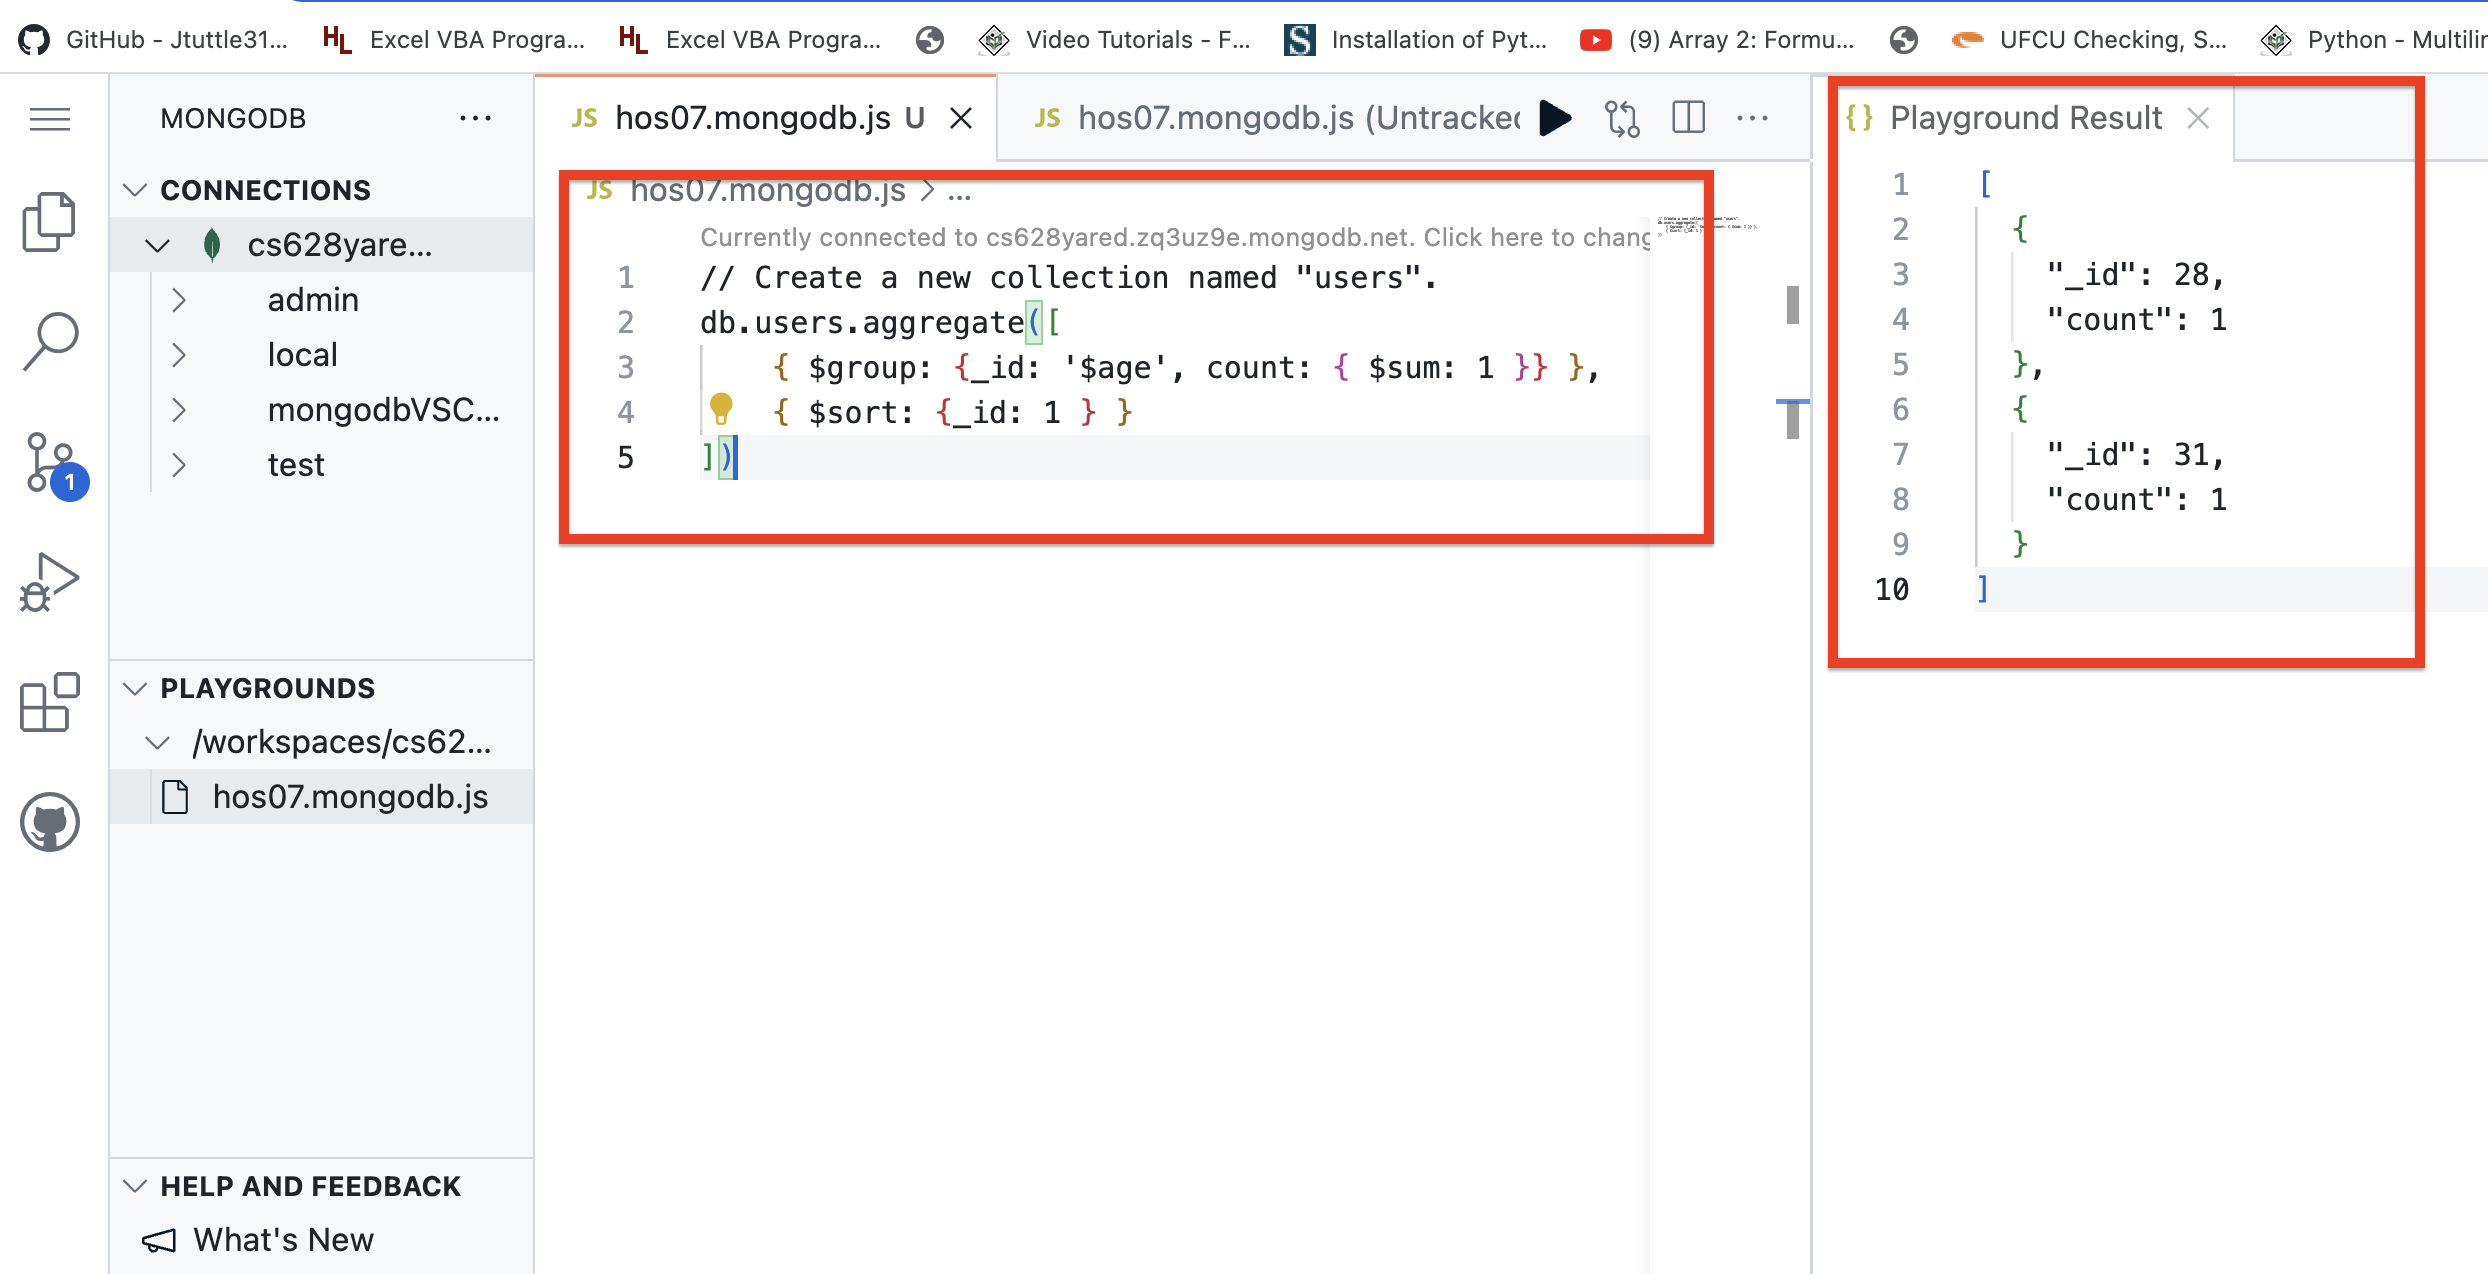 GitHub - Jtuttle31...
HL Excel VBA Progra...
HL Excel VBA Progra...
Video Tutorials - F...
S Installation of Pyt...
(9) Array 2: Formu...
UFCU Checking, S...
Python - Multilin
MONGODB ...
CONNECTIONS
cs628yare...
admin
local
mongodbVSC...
test
1
PLAYGROUNDS
/workspaces/cs62...
hos07.mongodb.js
HELP AND FEEDBACK
What's New
JS hos07.mongodb.js U
JS hos07.mongodb.js (Untracked
...
JS hos07.mongodb.js > ...
Currently connected to cs628yared.zq3uz9e.mongodb.net. Click here to chang
1 // Create a new collection named "users".
2 db.users.aggregate([
3 { $group: {_id: '$age', count: { $sum: 1 }} },
4 { $sort: {_id: 1 } }
5 ])
{} Playground Result
1 [
2 {
3 "_id": 28,
4 "count": 1
5 },
6 {
7 "_id": 31,
8 "count": 1
9 }
10 ]